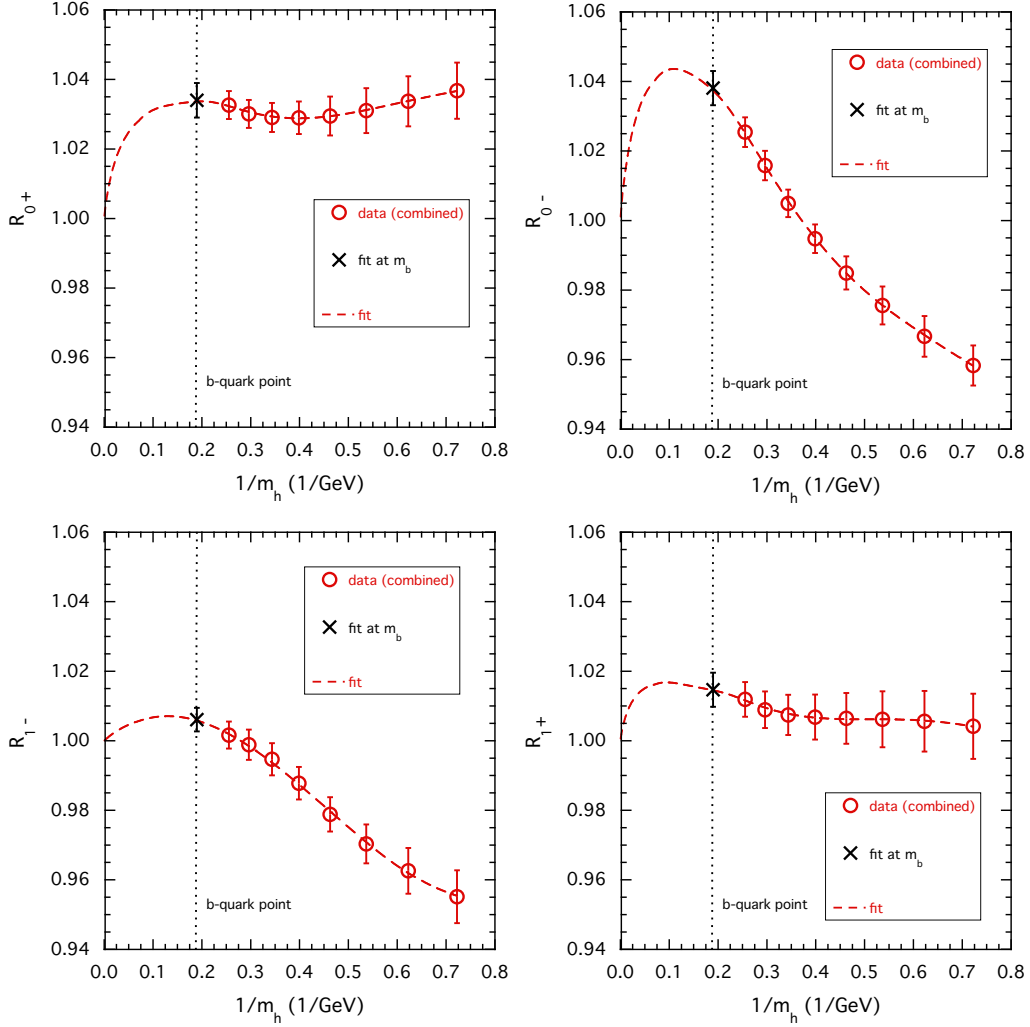 1.06
1.04
1.02
1.00
0.98
0.96
0.94
R0+
data (combined)
fit at mb
fit
b-quark point
0.0 0.1 0.2 0.3 0.4 0.5 0.6 0.7 0.8
1/mh (1/GeV)
1.06
1.04
1.02
1.00
0.98
0.96
0.94
R0-
data (combined)
fit at mb
fit
b-quark point
0.0 0.1 0.2 0.3 0.4 0.5 0.6 0.7 0.8
1/mh (1/GeV)
1.06
1.04
1.02
1.00
0.98
0.96
0.94
R1-
data (combined)
fit at mb
fit
b-quark point
0.0 0.1 0.2 0.3 0.4 0.5 0.6 0.7 0.8
1/mh (1/GeV)
1.06
1.04
1.02
1.00
0.98
0.96
0.94
R1+
data (combined)
fit at mb
fit
b-quark point
0.0 0.1 0.2 0.3 0.4 0.5 0.6 0.7 0.8
1/mh (1/GeV)